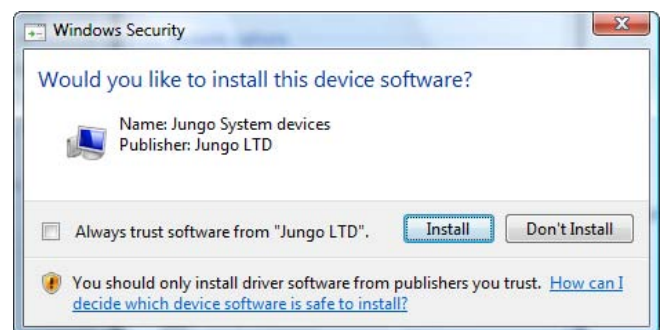 Windows Security
Would you like to install this device software?
Name: Jungo System devices
Publisher: Jungo LTD
Always trust software from "Jungo LTD".
Install
Don't Install
You should only install driver software from publishers you trust. How can I
decide which device software is safe to install?